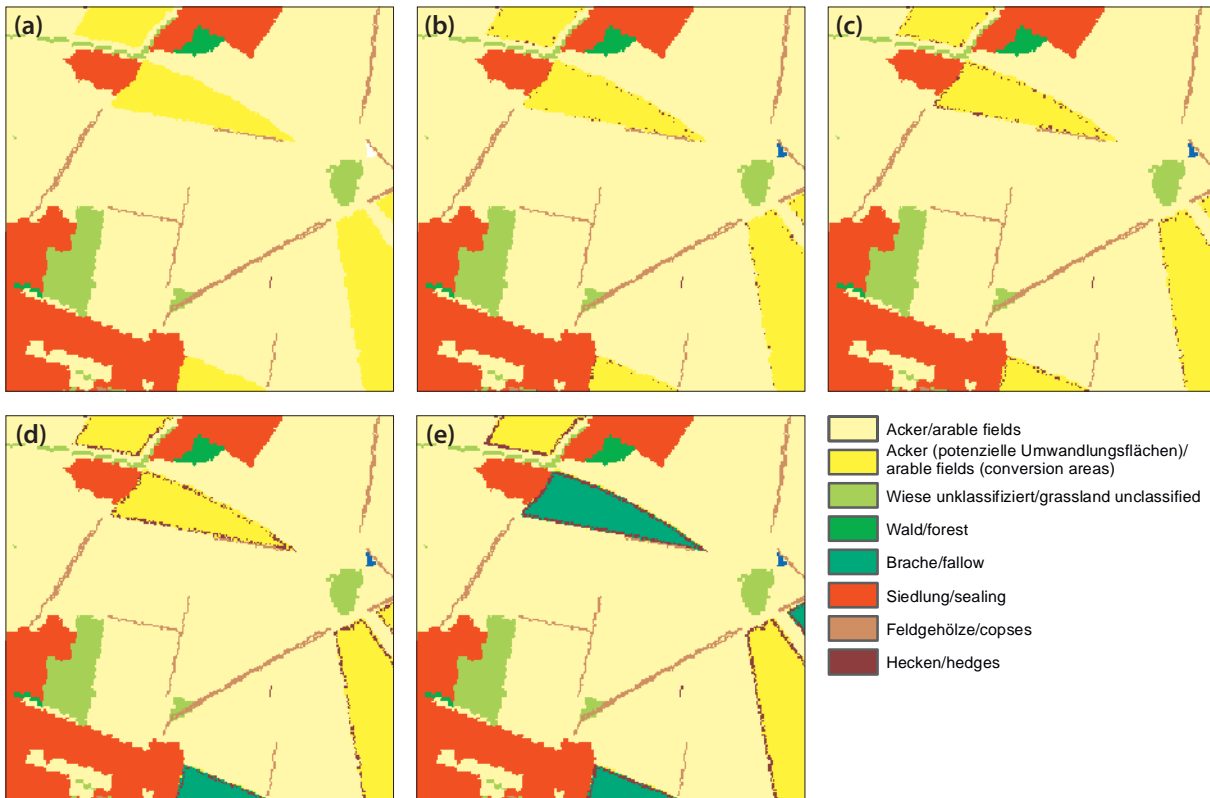 (a)
(b)
(c)
(d)
(e)
Acker/arable fields
Acker (potenzielle Umwandlungsflächen)/
arable fields (conversion areas)
Wiese unklassifiziert/grassland unclassified
Wald/forest
Brache/fallow
Siedlung/sealing
Feldgehölze/copses
Hecken/hedges